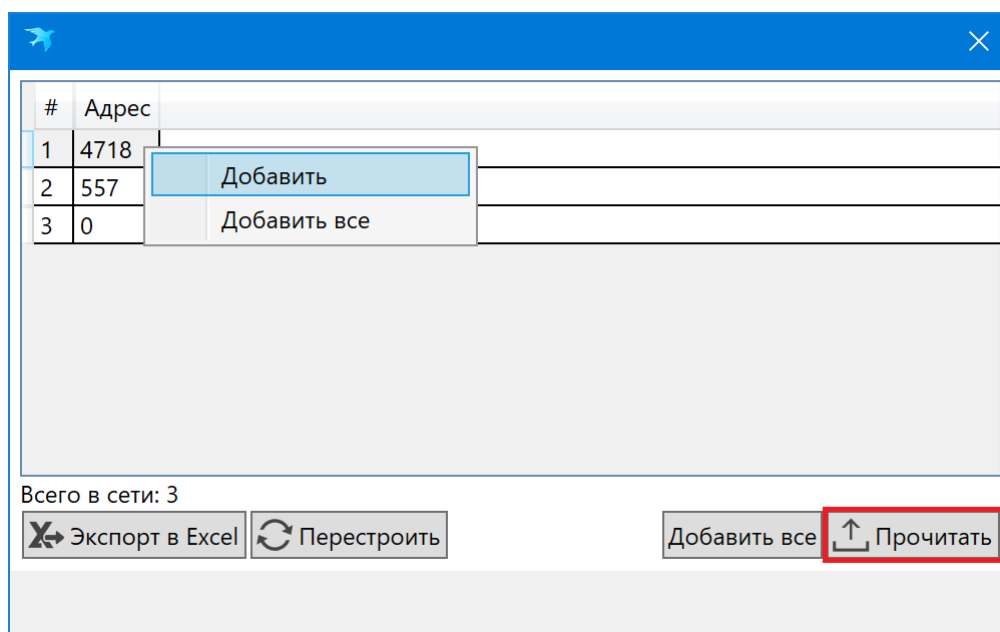 # Адрес
1 4718
2 557
3 0
Добавить
Добавить все
Всего в сети: 3
Экспорт в Excel Перестроить Добавить все Прочитать